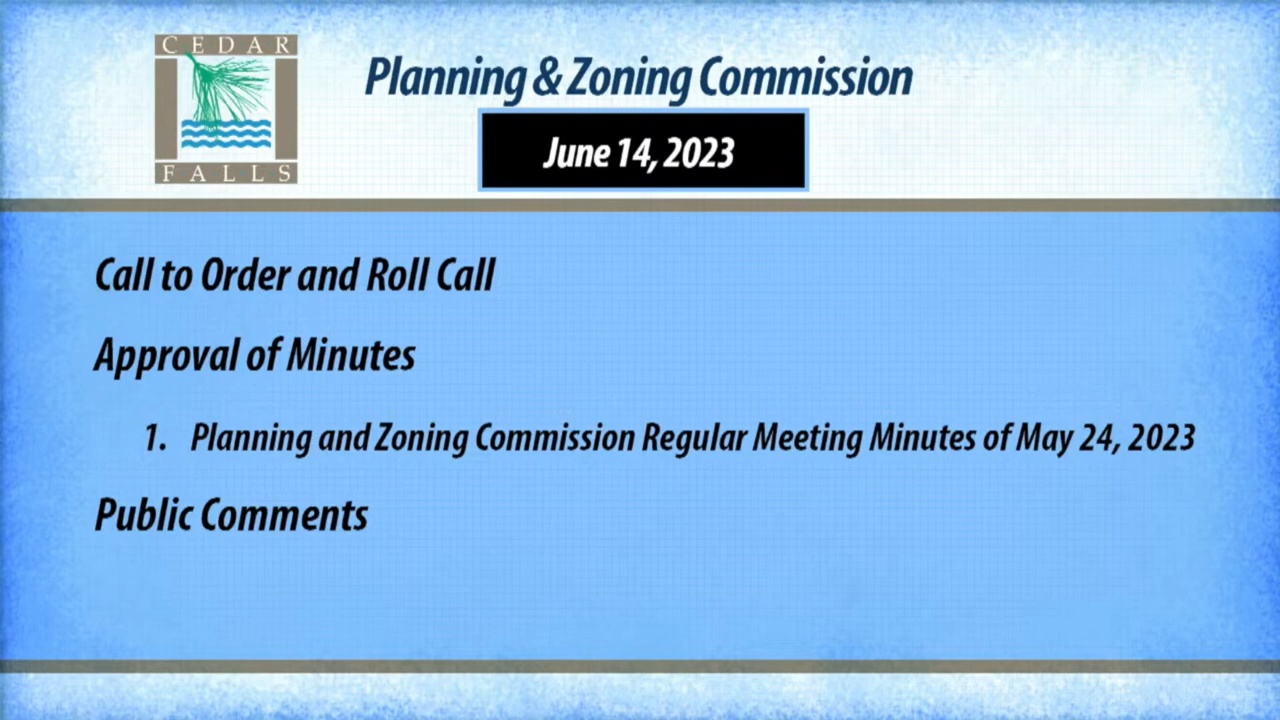 CEDAR
FALLS
Planning & Zoning Commission
June 14, 2023
Call to Order and Roll Call
Approval of Minutes
1. Planning and Zoning Commission Regular Meeting Minutes of May 24, 2023
Public Comments